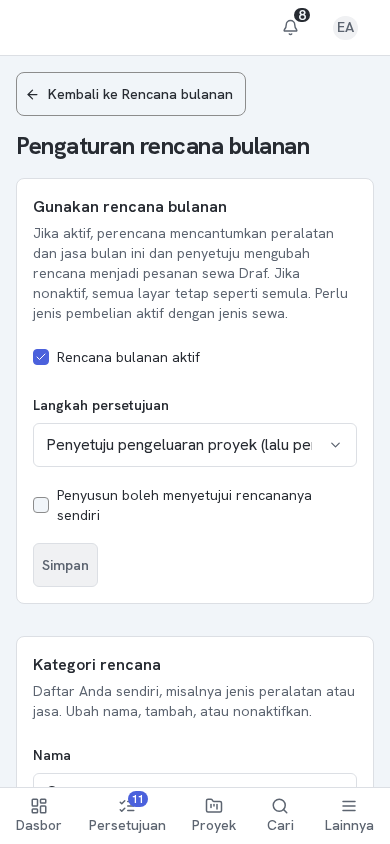 8
EA
Kembali ke Rencana bulanan
Pengaturan rencana bulanan
Gunakan rencana bulanan
Jika aktif, perencana mencantumkan peralatan
dan jasa bulan ini dan penyetuju mengubah
rencana menjadi pesanan sewa Draf. Jika
nonaktif, semua layar tetap seperti semula. Perlu
jenis pembelian aktif dengan jenis sewa.
Rencana bulanan aktif
Langkah persetujuan
Penyetuju pengeluaran proyek (lalu
Penyusun boleh menyetujui rencananya
sendiri
Simpan
Kategori rencana
Daftar Anda sendiri, misalnya jenis peralatan atau
jasa. Ubah nama, tambah, atau nonaktifkan.
Nama
11
Dasbor
Persetujuan
Proyek
Cari
Lainnya